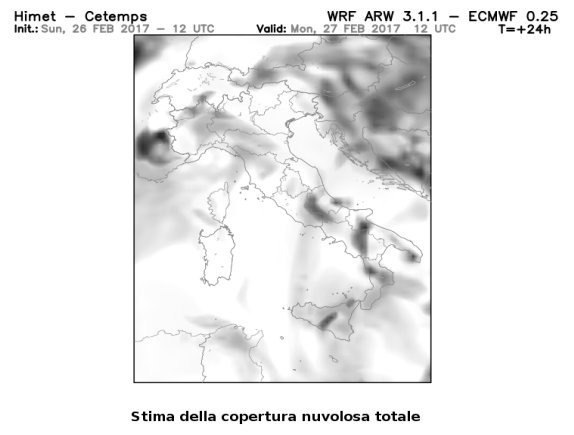 Himet – Cetemps WRF ARW 3.1.1 – ECMWF 0.25
Init.: Sun, 26 FEB 2017 – 12 UTC Valid: Mon, 27 FEB 2017 12 UTC T=+24h
Stima della copertura nuvolosa totale